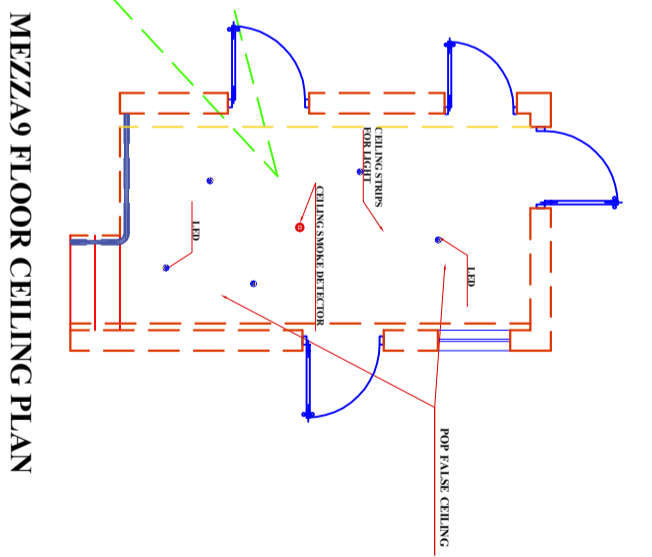 MEZZA9 FLOOR CEILING PLAN
CEILING STRIPS
FOR LIGHT
CEILING SMOKE DETECTOR
LED
LED
POP FALSE CEILING